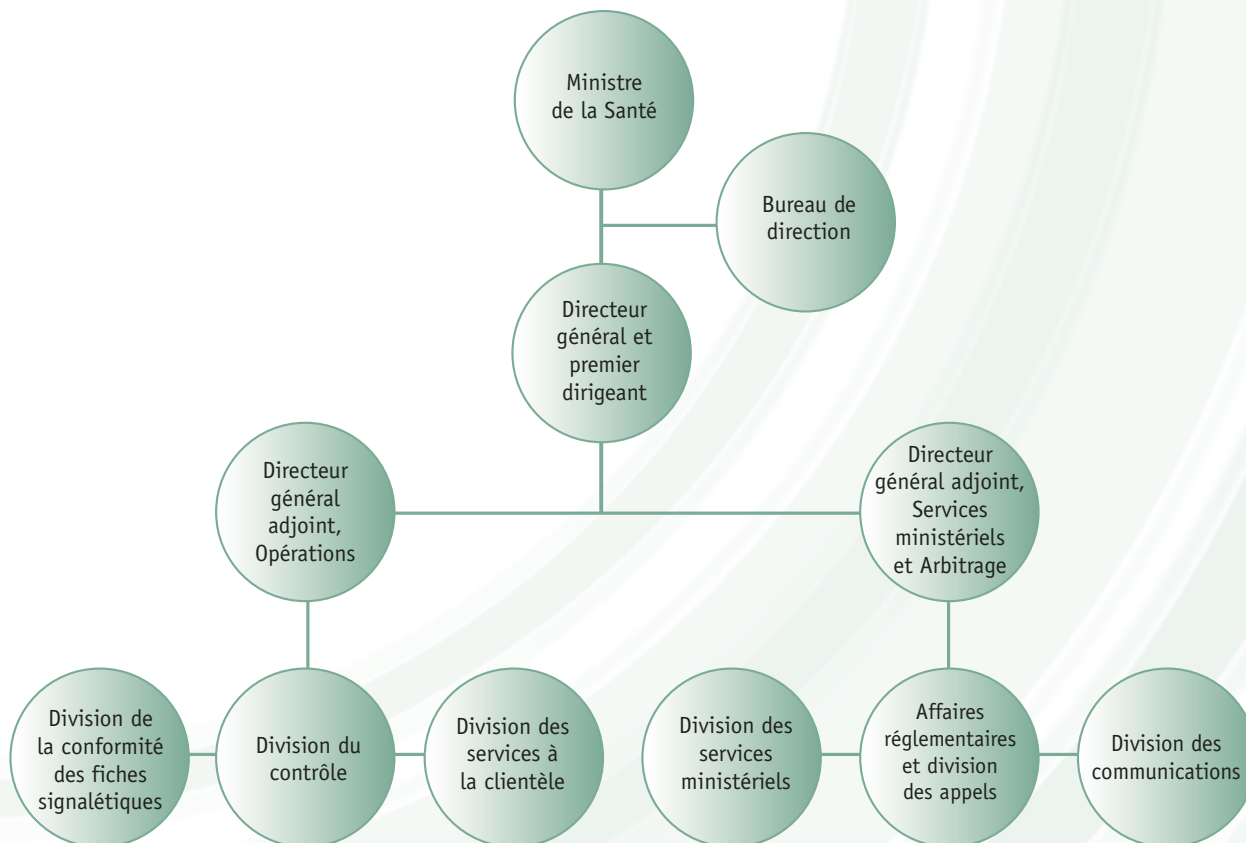 Ministre
de la Santé
Bureau de
direction
Directeur
général et
premier
dirigeant
Directeur
général
adjoint,
Opérations
Directeur
général adjoint,
Services
ministériels
et Arbitrage
Division de
la conformité
des fiches
signalétiques
Division du
contrôle
Division des
services à
la clientèle
Division des
services
ministériels
Affaires
réglementaires
et division
des appels
Division des
communications